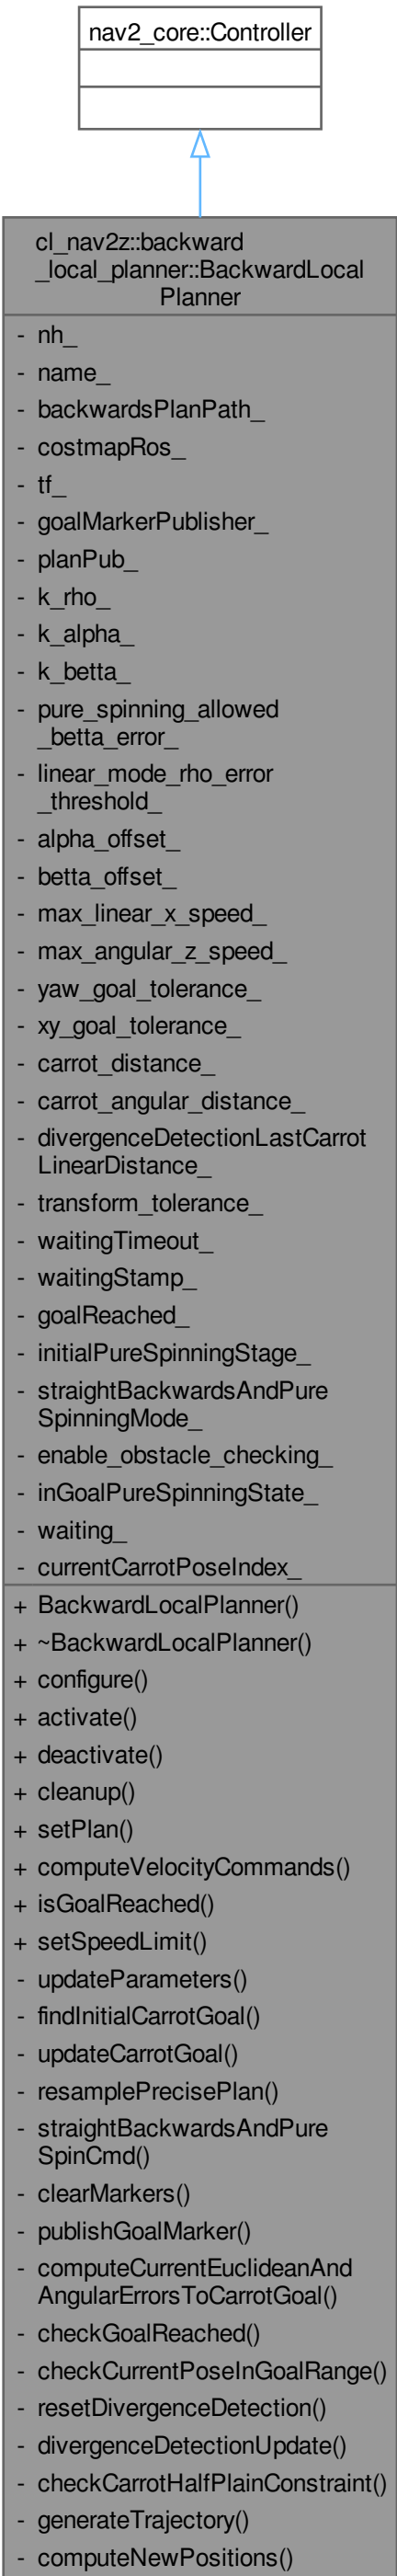 nav2_core::Controller
cl_nav2z::backward
_local_planner::BackwardLocal
Planner
- nh_
- name_
- backwardsPlanPath_
- costmapRos_
- tf_
- goalMarkerPublisher_
- planPub_
- k_rho_
- k_alpha_
- k_betta_
- pure_spinning_allowed
_betta_error_
- linear_mode_rho_error
_threshold_
- alpha_offset_
- betta_offset_
- max_linear_x_speed_
- max_angular_z_speed_
- yaw_goal_tolerance_
- xy_goal_tolerance_
- carrot_distance_
- carrot_angular_distance_
- divergenceDetectionLastCarrot
LinearDistance_
- transform_tolerance_
- waitingTimeout_
- waitingStamp_
- goalReached_
- initialPureSpinningStage_
- straightBackwardsAndPure
SpinningMode_
- enable_obstacle_checking_
- inGoalPureSpinningState_
- waiting_
- currentCarrotPoseIndex_
+ BackwardLocalPlanner()
+ ~BackwardLocalPlanner()
+ configure()
+ activate()
+ deactivate()
+ cleanup()
+ setPlan()
+ computeVelocityCommands()
+ isGoalReached()
+ setSpeedLimit()
- updateParameters()
- findInitialCarrotGoal()
- updateCarrotGoal()
- resamplePrecisePlan()
- straightBackwardsAndPure
SpinCmd()
- clearMarkers()
- publishGoalMarker()
- computeCurrentEuclideanAnd
AngularErrorsToCarrotGoal()
- checkGoalReached()
- checkCurrentPoseInGoalRange()
- resetDivergenceDetection()
- divergenceDetectionUpdate()
- checkCarrotHalfPlainConstraint()
- generateTrajectory()
- computeNewPositions()